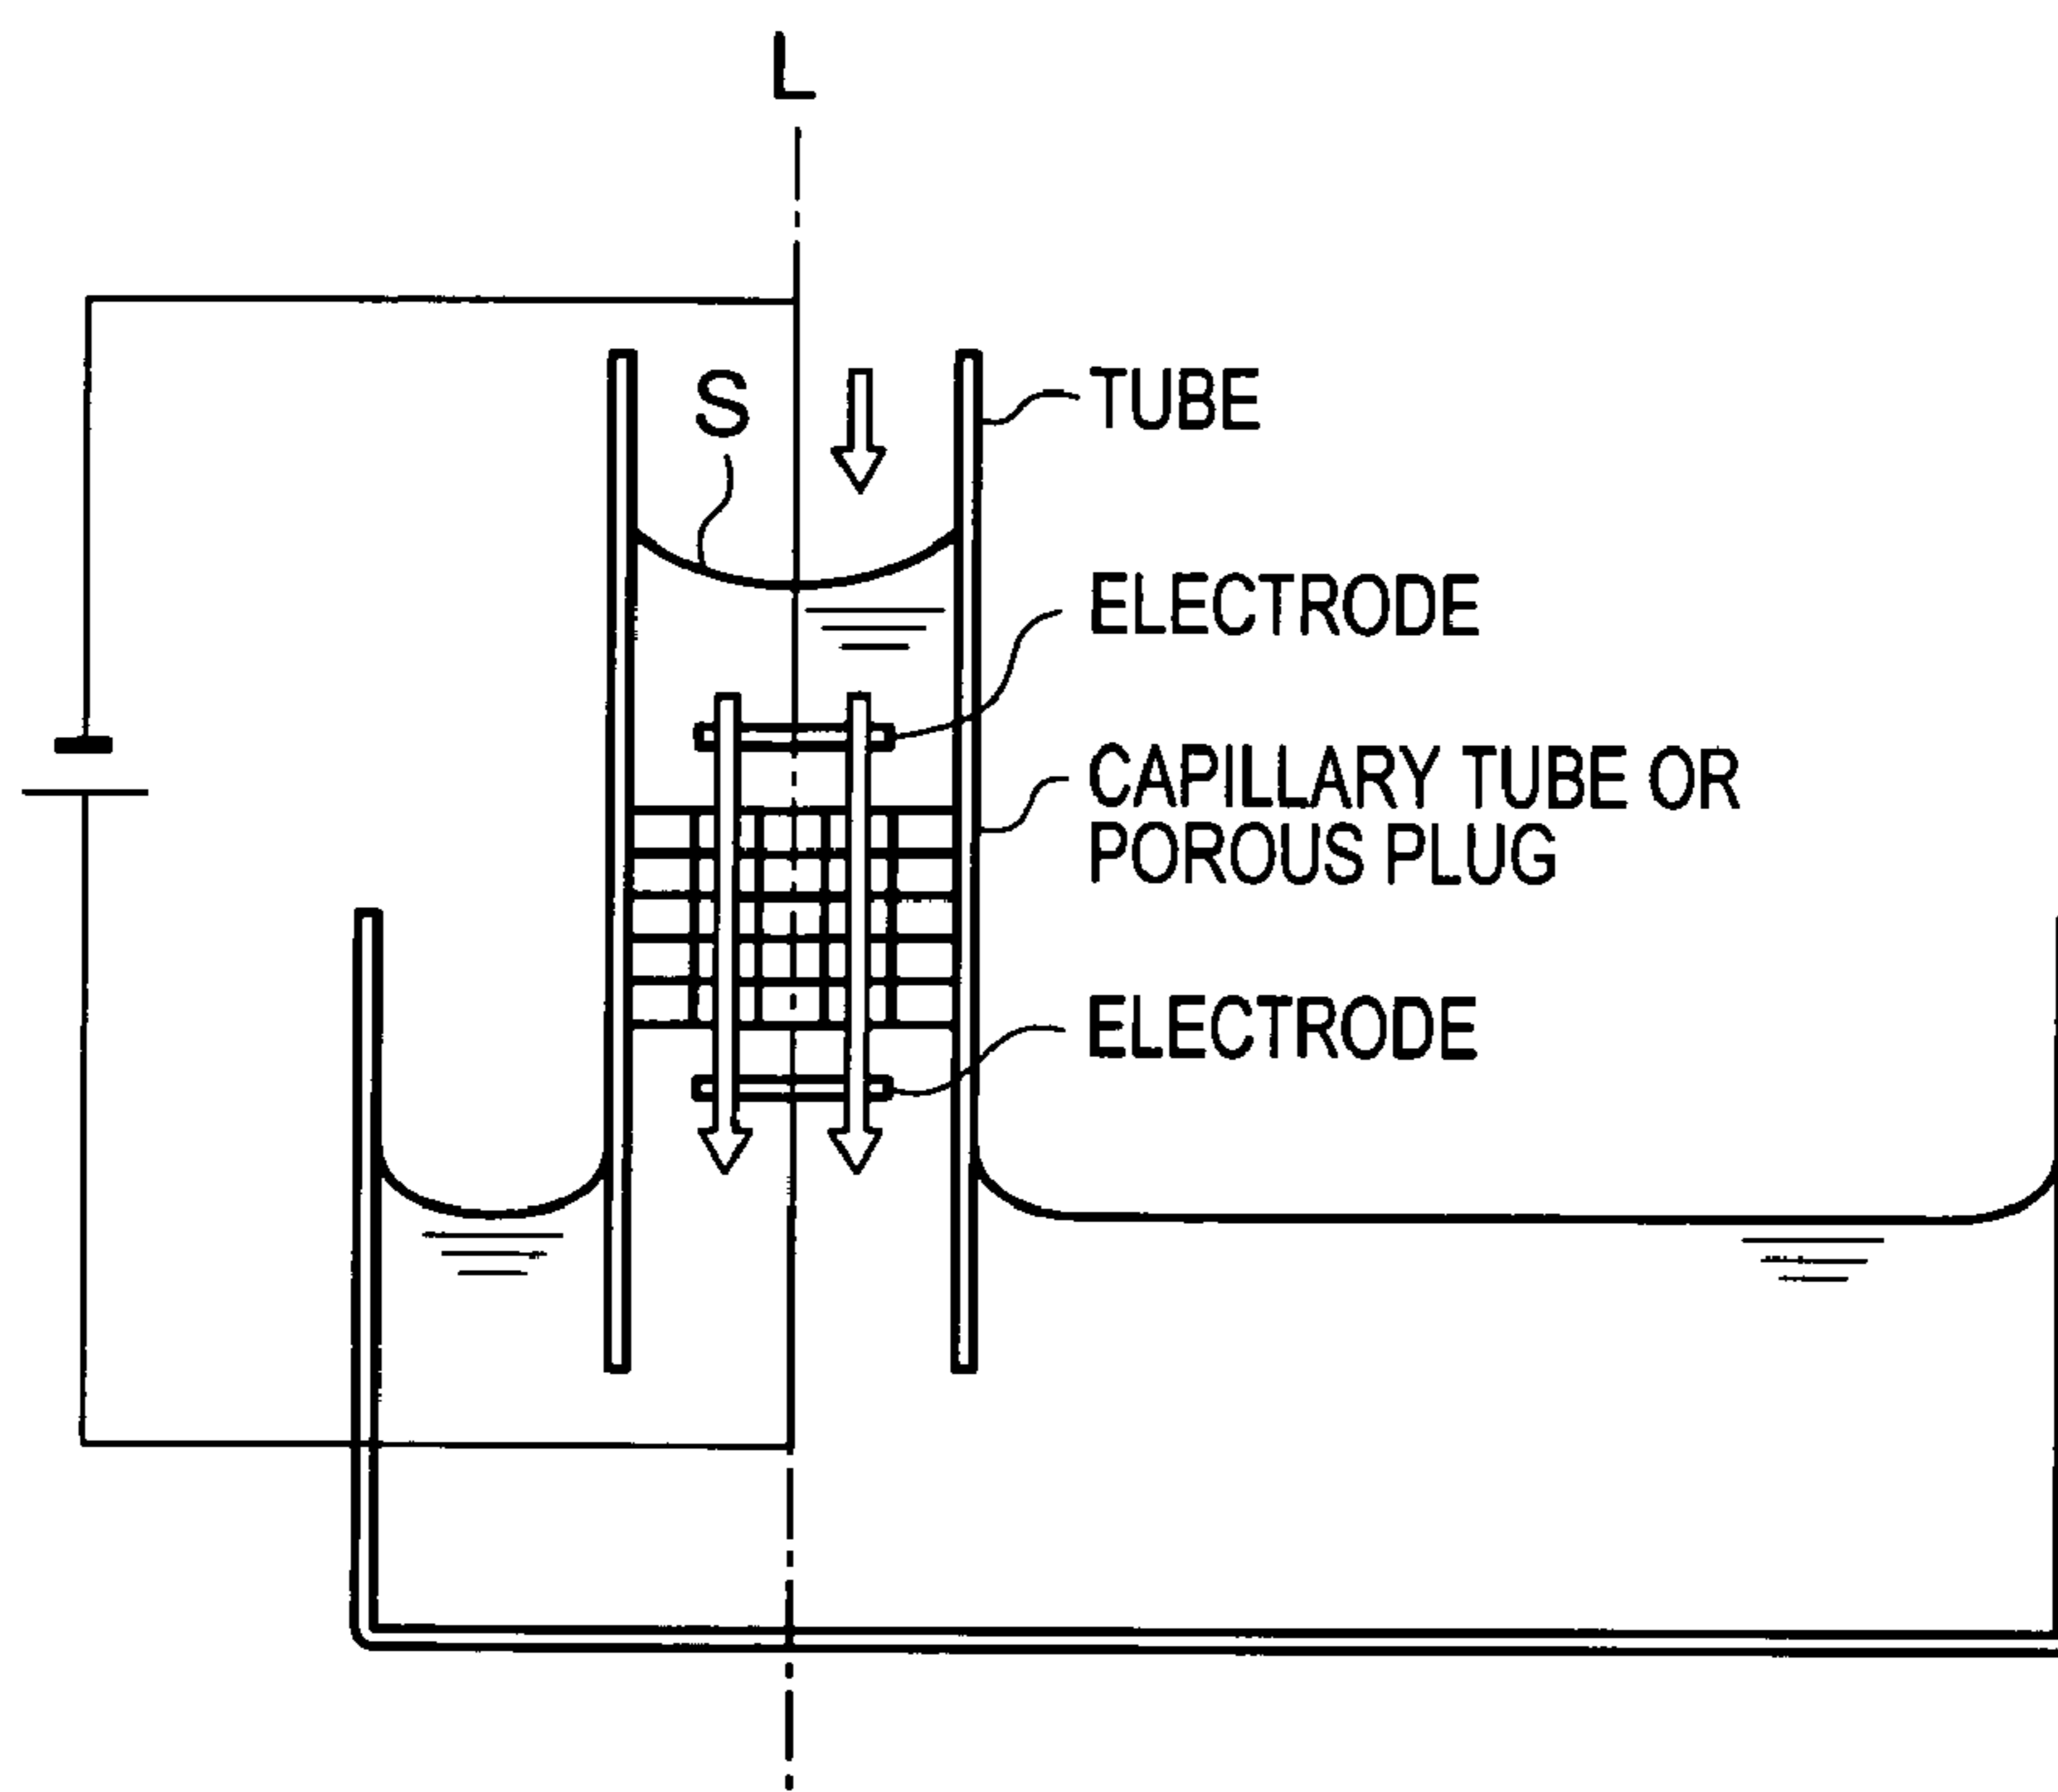 L
S
TUBE
ELECTRODE
CAPILLARY TUBE OR
POROUS PLUG
ELECTRODE